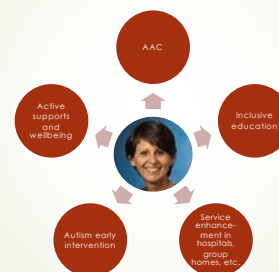 AAC
Active
supports
and
wellbeing
Inclusive
education
Autism early
intervention
Service
enhance-
ment in
hospitals,
group
homes, etc.